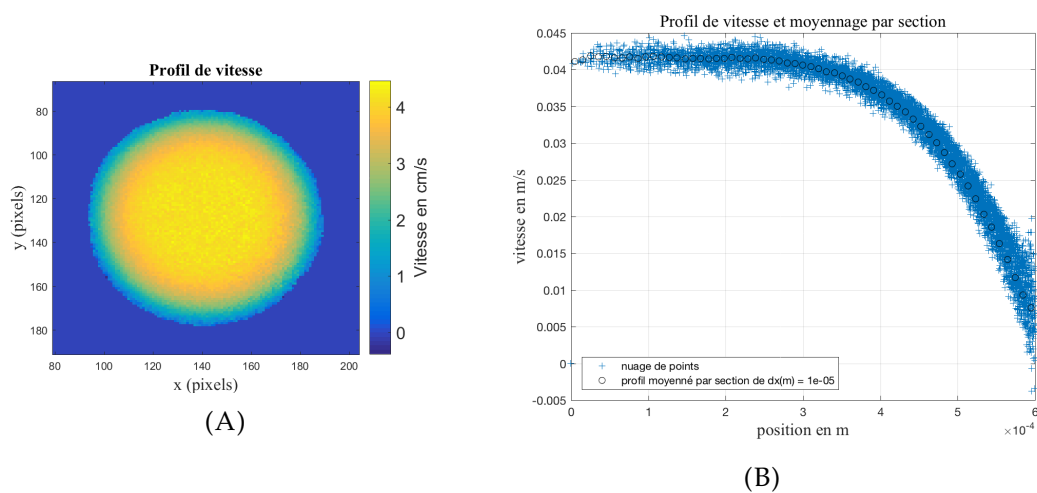 Profil de vitesse
80
100
120
140
160
180
y (pixels)
80 100 120 140 160 180 200
x (pixels)
4
3
2
1
0
Vitesse en cm/s
(A)
Profil de vitesse et moyennage par section
0.045
0.04
0.035
0.03
0.025
0.02
0.015
0.01
0.005
0
-0.005
vitesse en m/s
nuage de points
profil moyenné par section de dx(m) = 1e-05
0 1 2 3 4 5 6
×10⁻⁴
position en m
(B)